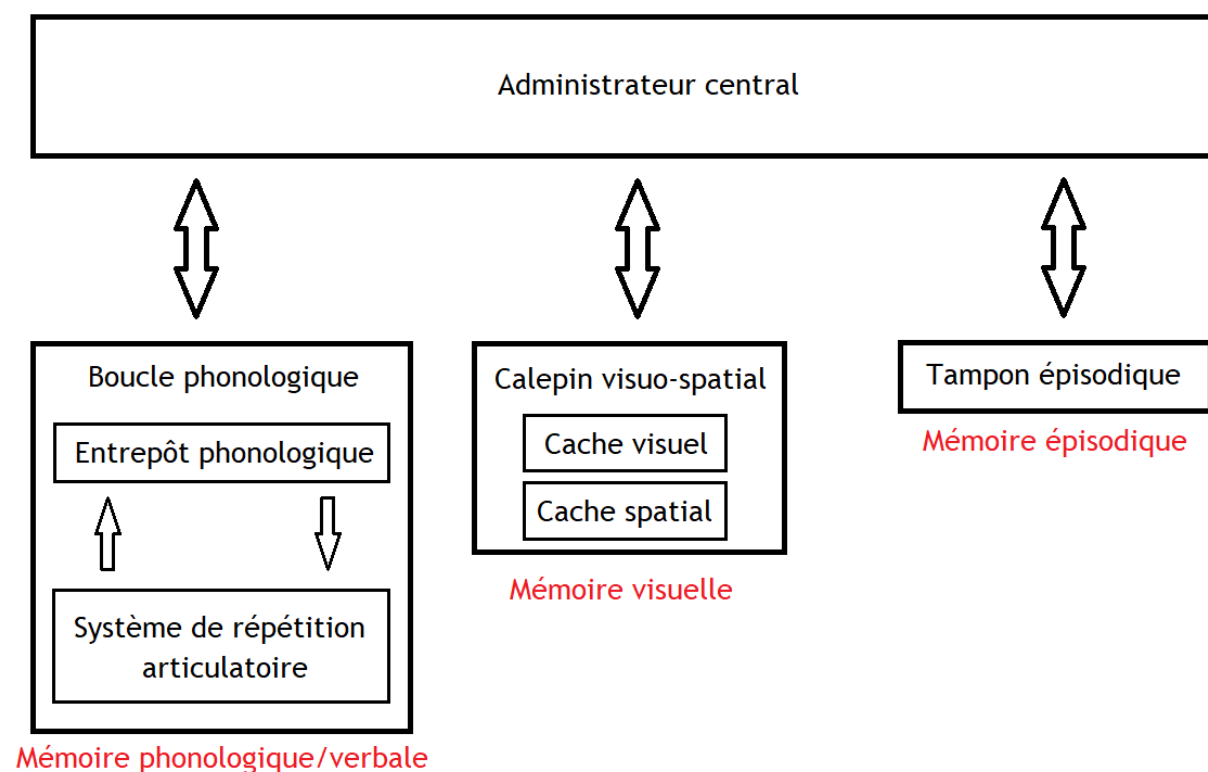 Administrateur central
Boucle phonologique
Entrepôt phonologique
Système de répétition
articulatoire
Mémoire phonologique/verbale
Calepin visuo-spatial
Cache visuel
Cache spatial
Mémoire visuelle
Tampon épisodique
Mémoire épisodique